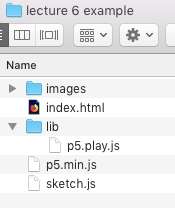 lecture 6 example
Name
images
index.html
lib
p5.play.js
p5.min.js
sketch.js